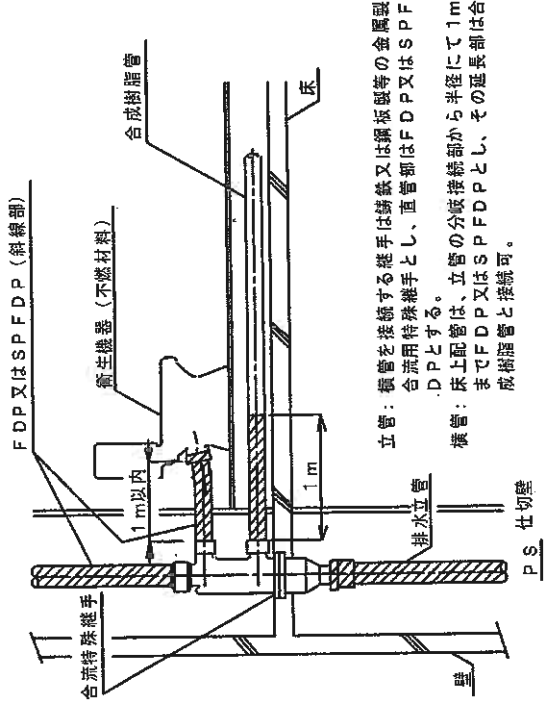 FDP又はSPFDP(斜線部)
衛生機器(不燃材料)
合成樹脂管
1m以内
合流特殊継手
1m
床
排水立管
壁
PS 仕切壁
立管:横管を接続する継手は鋳鉄又は鋼板製等の金属製
合流用特殊継手とし、直管部はFDP又はSPF
DPとする。
横管:床上配管は、立管の分岐接続部から半径にて1m
までFDP又はSPFDPとし、その延長部は合
成樹脂管と接続可。